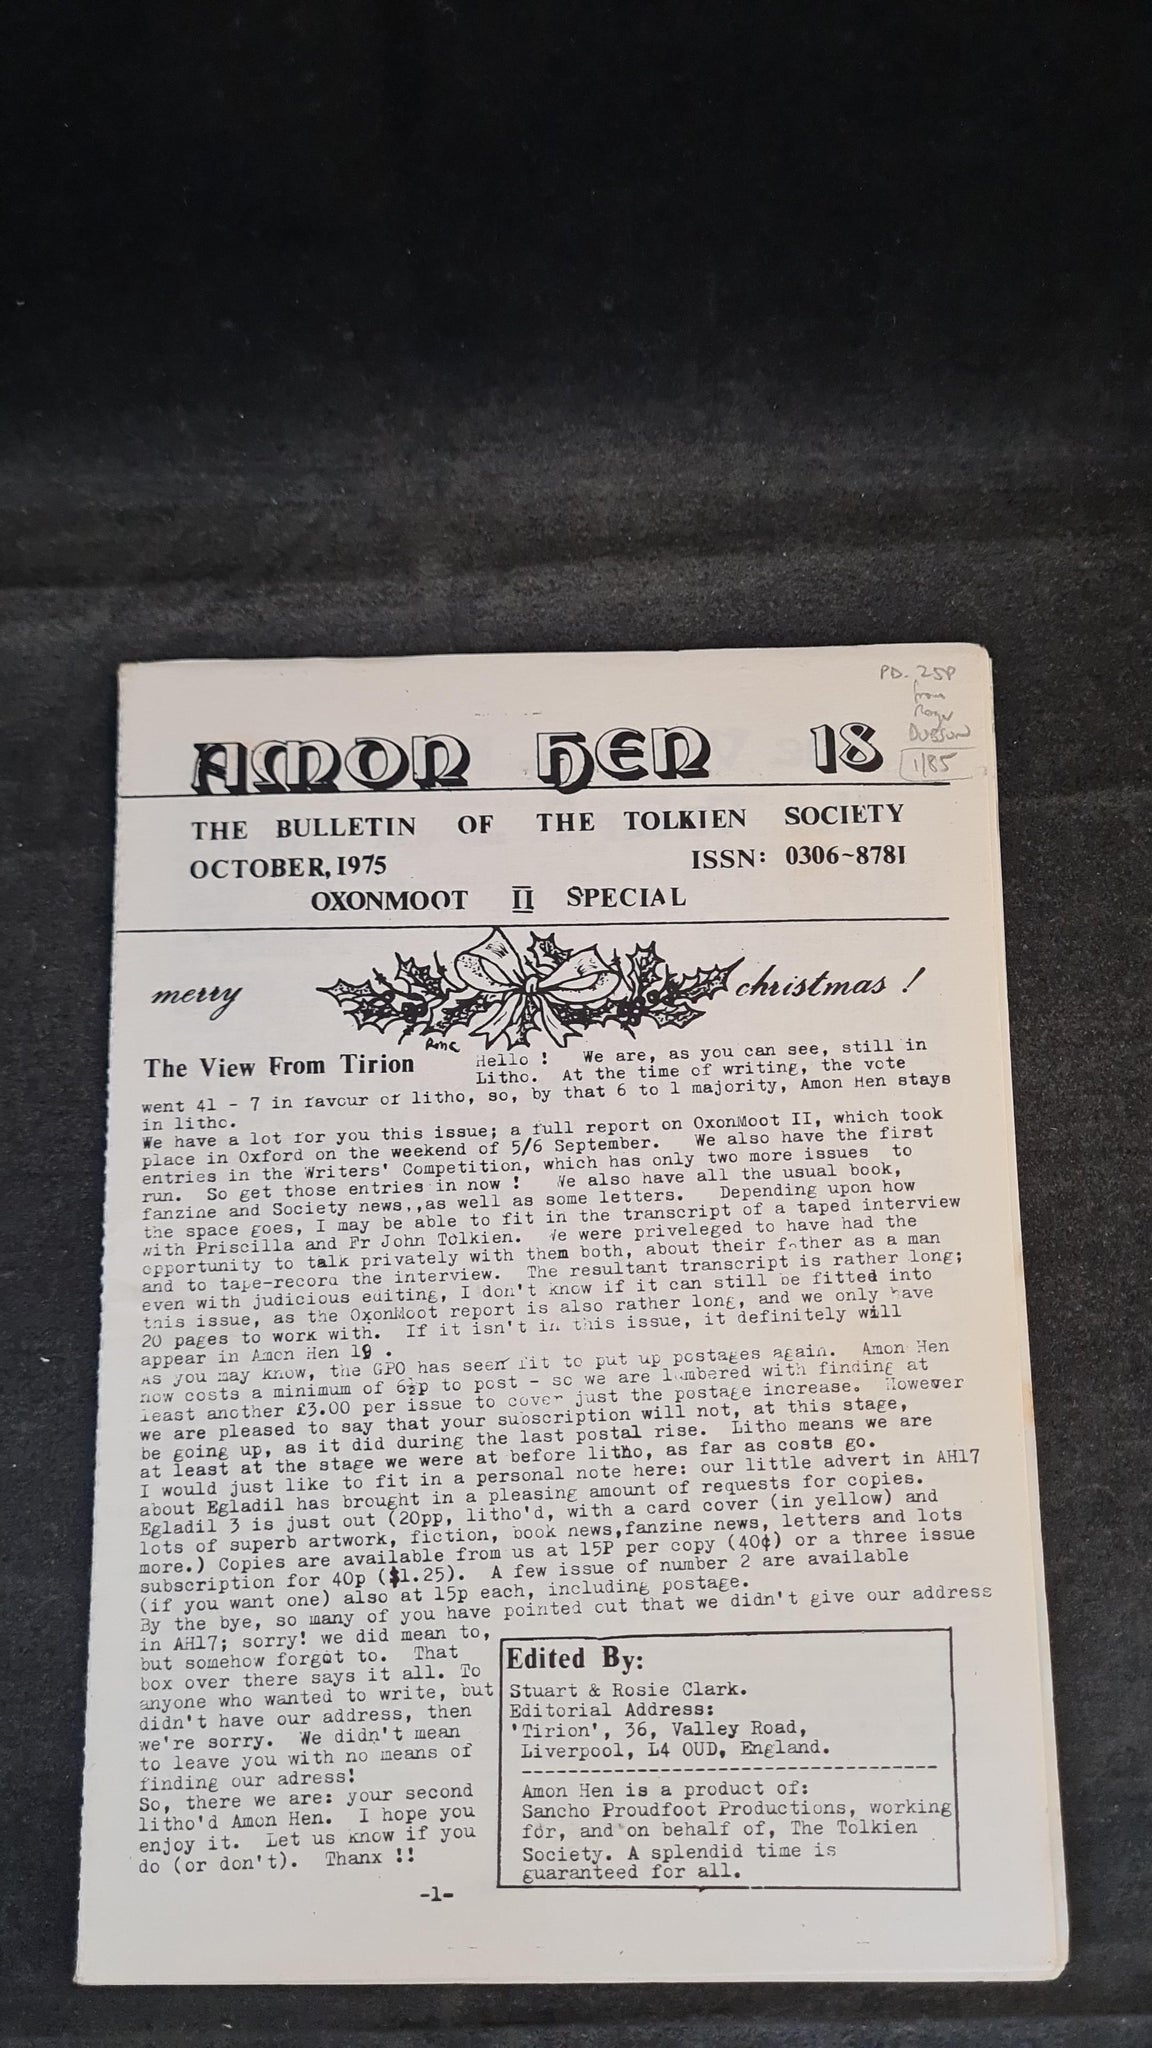 PD. 25P
from
Roger
1/85
AMON HEN 18
THE BULLETIN OF THE TOLKIEN SOCIETY
OCTOBER, 1975 ISSN: 0306~8781
OXONMOOT II SPECIAL
merry christmas !
The View From Tirion
Hello ! We are, as you can see, still in
Litho. At the time of writing, the vote
went 41 - 7 in favour of litho, so, by that 6 to 1 majority, Amon Hen stays
in litho.
We have a lot for you this issue; a full report on OxonMoot II, which took
place in Oxford on the weekend of 5/6 September. We also have the first
entries in the Writers' Competition, which has only two more issues to
run. So get those entries in now ! We also have all the usual book,
fanzine and Society news,,as well as some letters. Depending upon how
the space goes, I may be able to fit in the transcript of a taped interview
with Priscilla and Fr John Tolkien. We were priveleged to have had the
opportunity to talk privately with them both, about their father as a man
and to tape-record the interview. The resultant transcript is rather long;
even with judicious editing, I don't know if it can still be fitted into
this issue, as the OxonMoot report is also rather long, and we only have
20 pages to work with. If it isn't in this issue, it definitely will
appear in Amon Hen 19 .
As you may know, the GPO has seen fit to put up postages again. Amon Hen
now costs a minimum of 6½p to post - so we are lumbered with finding at
least another £3.00 per issue to cover just the postage increase. However
we are pleased to say that your subscription will not, at this stage,
be going up, as it did during the last postal rise. Litho means we are
at least at the stage we were at before litho, as far as costs go.
I would just like to fit in a personal note here: our little advert in AH17
about Egladil has brought in a pleasing amount of requests for copies.
Egladil 3 is just out (20pp, litho'd, with a card cover (in yellow) and
lots of superb artwork, fiction, book news,fanzine news, letters and lots
more.) Copies are available from us at 15P per copy (40¢) or a three issue
subscription for 40p ($1.25). A few issue of number 2 are available
(if you want one) also at 15p each, including postage.
By the bye, so many of you have pointed out that we didn't give our address
in AH17; sorry! we did mean to,
but somehow forgot to. That
box over there says it all. To
anyone who wanted to write, but
didn't have our address, then
we're sorry. We didn't mean
to leave you with no means of
finding our adress!
So, there we are: your second
litho'd Amon Hen. I hope you
enjoy it. Let us know if you
do (or don't). Thanx !!
Edited By:
Stuart & Rosie Clark.
Editorial Address:
'Tirion', 36, Valley Road,
Liverpool, L4 OUD, England.
Amon Hen is a product of:
Sancho Proudfoot Productions, working
for, and on behalf of, The Tolkien
Society. A splendid time is
guaranteed for all.
-1-